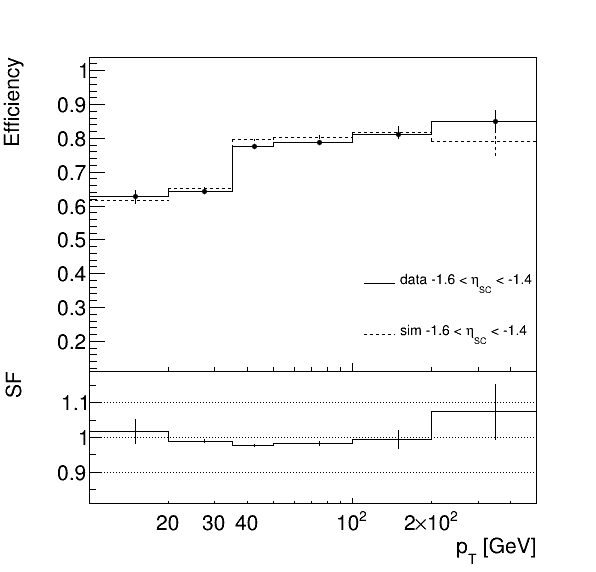 Efficiency
1
0.9
0.8
0.7
0.6
0.5
0.4
0.3
0.2
data -1.6 < η_SC < -1.4
sim -1.6 < η_SC < -1.4
SF
1.1
1
0.9
20 30 40 10² 2×10²
p_T [GeV]